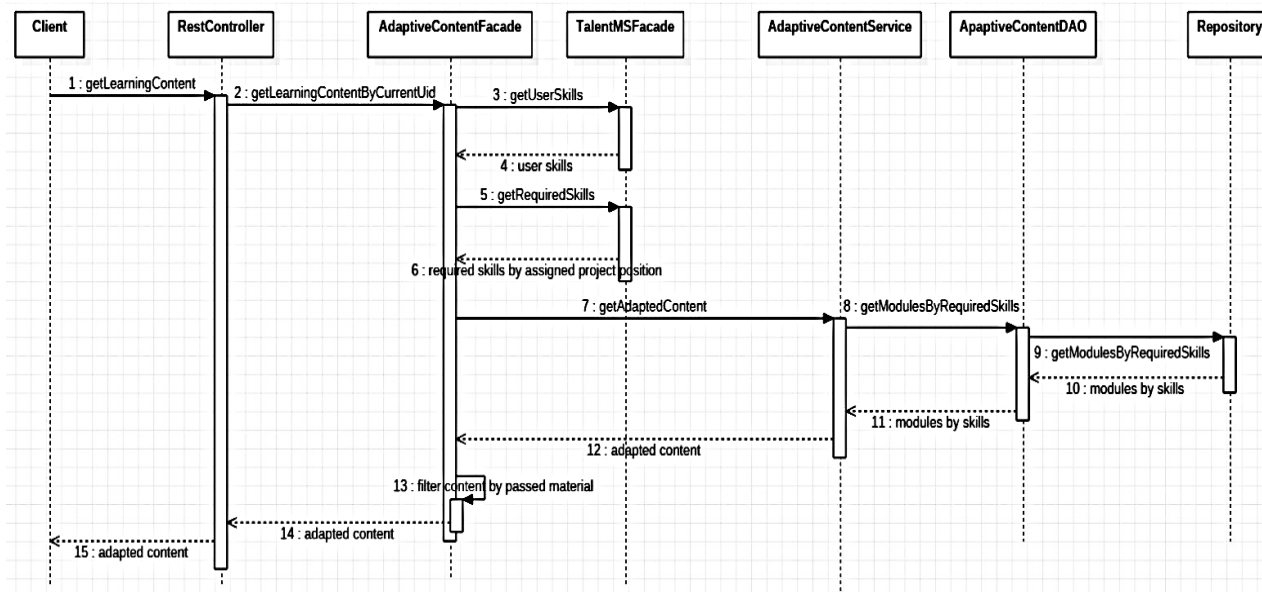 Client
RestController
AdaptiveContentFacade
TalentMSFacade
AdaptiveContentService
ApaptiveContentDAO
Repository
1 : getLearningContent
2 : getLearningContentByCurrentUid
3 : getUserSkills
4 : user skills
5 : getRequiredSkills
6 : required skills by assigned project position
7 : getAdaptedContent
8 : getModulesByRequiredSkills
9 : getModulesByRequiredSkills
10 : modules by skills
11 : modules by skills
12 : adapted content
13 : filter content by passed material
14 : adapted content
15 : adapted content